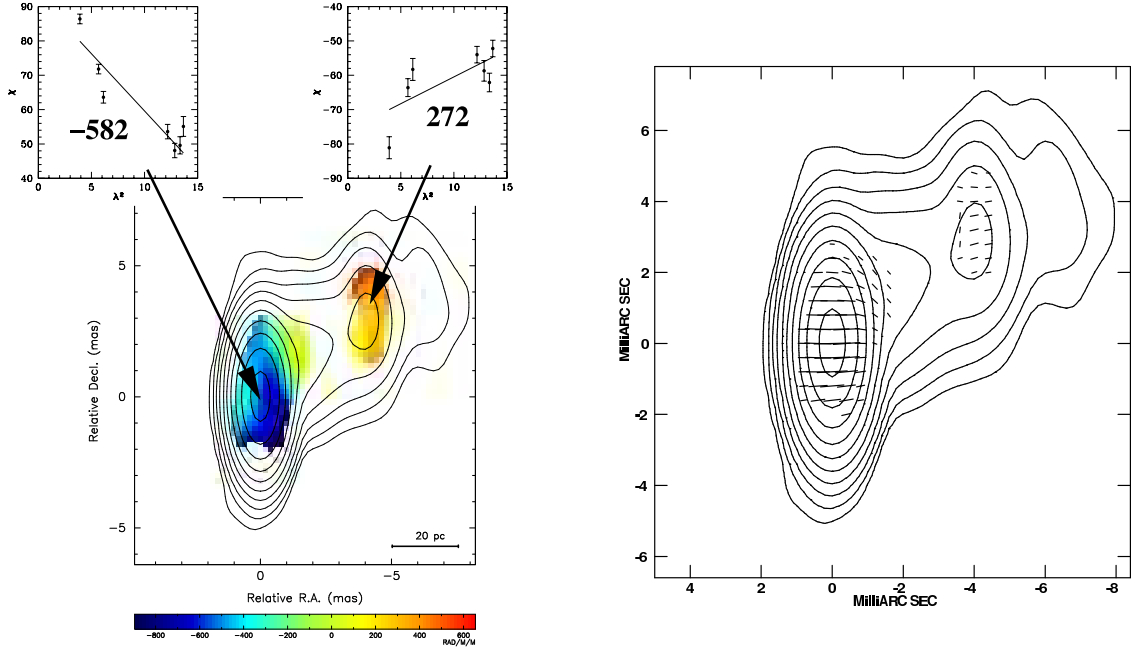 90
80
70
60
50
40
χ
−582
0 5 10 15
λ²
−30
−40
−50
−60
−70
−80
−90
χ
272
0 5 10 15
λ²
5
0
−5
Relative Decl. (mas)
20 pc
0 −5
Relative R.A. (mas)
−800 −600 −400 −200 0 200 400 600
RAD/M/M
6
4
2
0
-2
-4
-6
MilliARC SEC
4 2 0 -2 -4 -6 -8
MilliARC SEC